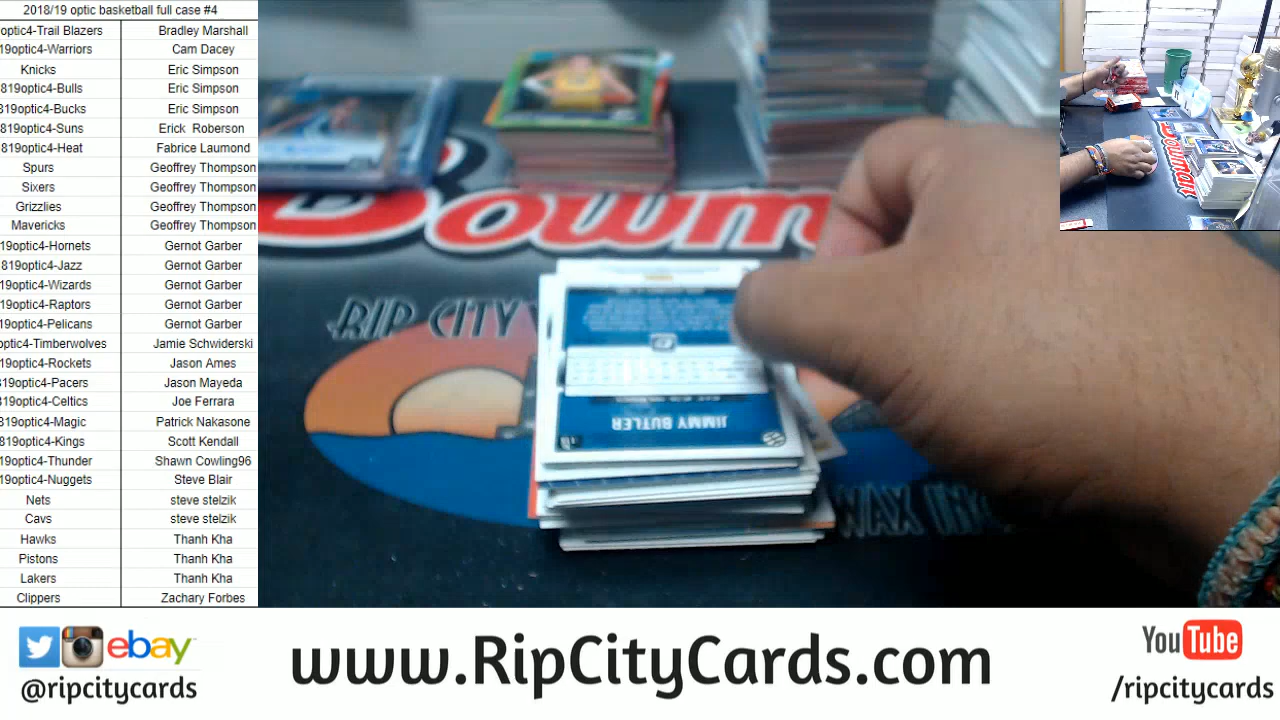 2018/19 optic basketball full case #4
optic4-Trail Blazers Bradley Marshall
19optic4-Warriors Cam Dacey
Knicks Eric Simpson
819optic4-Bulls Eric Simpson
819optic4-Bucks Eric Simpson
819optic4-Suns Erick Roberson
819optic4-Heat Fabrice Laumond
Spurs Geoffrey Thompson
Sixers Geoffrey Thompson
Grizzlies Geoffrey Thompson
Mavericks Geoffrey Thompson
19optic4-Hornets Gernot Garber
819optic4-Jazz Gernot Garber
19optic4-Wizards Gernot Garber
19optic4-Raptors Gernot Garber
19optic4-Pelicans Gernot Garber
optic4-Timberwolves Jamie Schwiderski
19optic4-Rockets Jason Ames
819optic4-Pacers Jason Mayeda
819optic4-Celtics Joe Ferrara
819optic4-Magic Patrick Nakasone
819optic4-Kings Scott Kendall
19optic4-Thunder Shawn Cowling96
19optic4-Nuggets Steve Blair
Nets steve stelzik
Cavs steve stelzik
Hawks Thanh Kha
Pistons Thanh Kha
Lakers Thanh Kha
Clippers Zachary Forbes
Bowm
RIP CITY
WAX INC
JIMMY BUTLER
Bowman
ebay
@ripcitycards
www.RipCityCards.com
YouTube
/ripcitycards